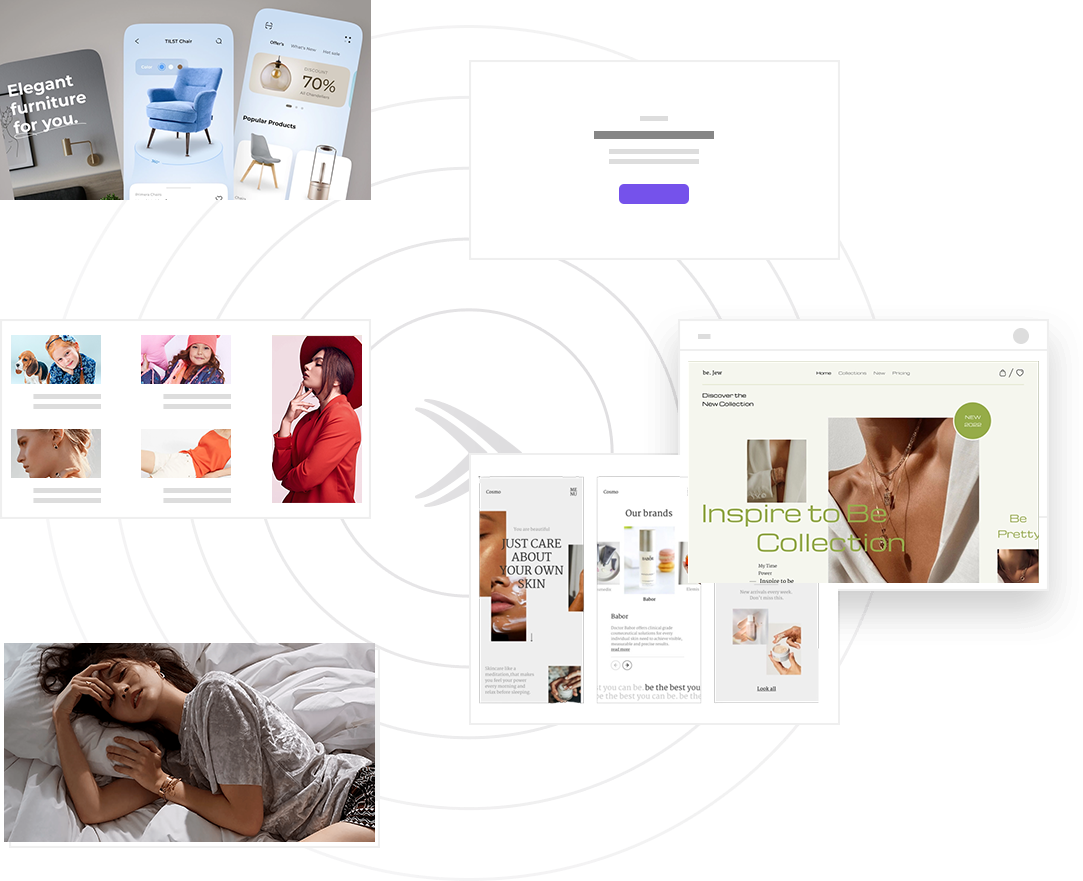 Elegant
furniture
for you.
TILST Chair
Offer's
What's New
Hot sale
DISCOUNT
70%
All Chandeliers
Popular Products
be. Jew
Home
Collections
New
Pricing
Discover the
New Collection
NEW
2022
Inspire to Be
Collection
Be
Pretty
My Time
Power
Inspire to be
Cosmo
ME
NU
You are beautiful
JUST CARE
ABOUT
YOUR OWN
SKIN
Skincare like a
meditation, that makes
you feel your power
every morning and
relax before sleeping.
Cosmo
Our brands
Babor
Babor
Doctor Babor offers clinical grade
cosmeceutical solutions for every
individual skin need to achieve visible,
measurable and precise results.
read more
t you can be. be the best you
be the best you can be. be th
New arrivals every week.
Don't miss this.
Look all